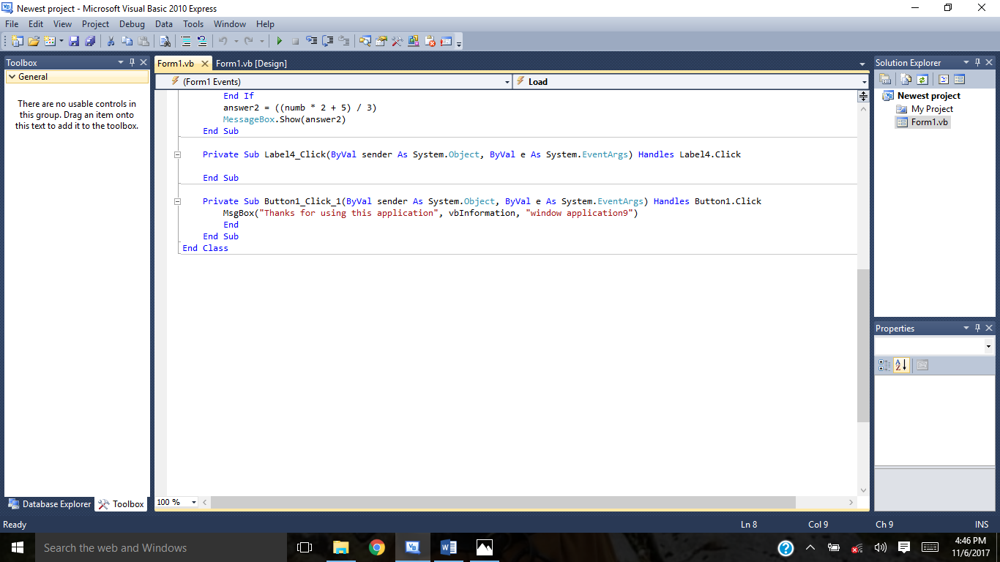 Newest project - Microsoft Visual Basic 2010 Express
File Edit View Project Debug Data Tools Window Help
Toolbox
General
There are no usable controls in
this group. Drag an item onto
this text to add it to the toolbox.
Database Explorer Toolbox
Form1.vb Form1.vb [Design]
(Form1 Events) Load
End If
answer2 = ((numb * 2 + 5) / 3)
MessageBox.Show(answer2)
End Sub
Private Sub Label4_Click(ByVal sender As System.Object, ByVal e As System.EventArgs) Handles Label4.Click
End Sub
Private Sub Button1_Click_1(ByVal sender As System.Object, ByVal e As System.EventArgs) Handles Button1.Click
MsgBox("Thanks for using this application", vbInformation, "window application9")
End
End Sub
End Class
100 %
Solution Explorer
Newest project
My Project
Form1.vb
Properties
Ready Ln 8 Col 9 Ch 9 INS
Search the web and Windows
4:46 PM
11/6/2017